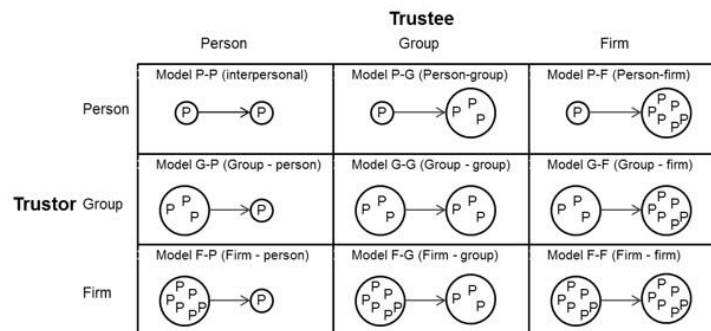 Trustee
Person Group Firm
Model P-P (interpersonal) Model P-G (Person-group) Model P-F (Person-firm)
Person P P P P P P P P P P P P
Model G-P (Group - person) Model G-G (Group - group) Model G-F (Group - firm)
Trustor Group P P P P P P P P P P P P P P P P P P
Model F-P (Firm - person) Model F-G (Firm - group) Model F-F (Firm - firm)
Firm P P P P P P P P P P P P P P P P P P P P P P P P